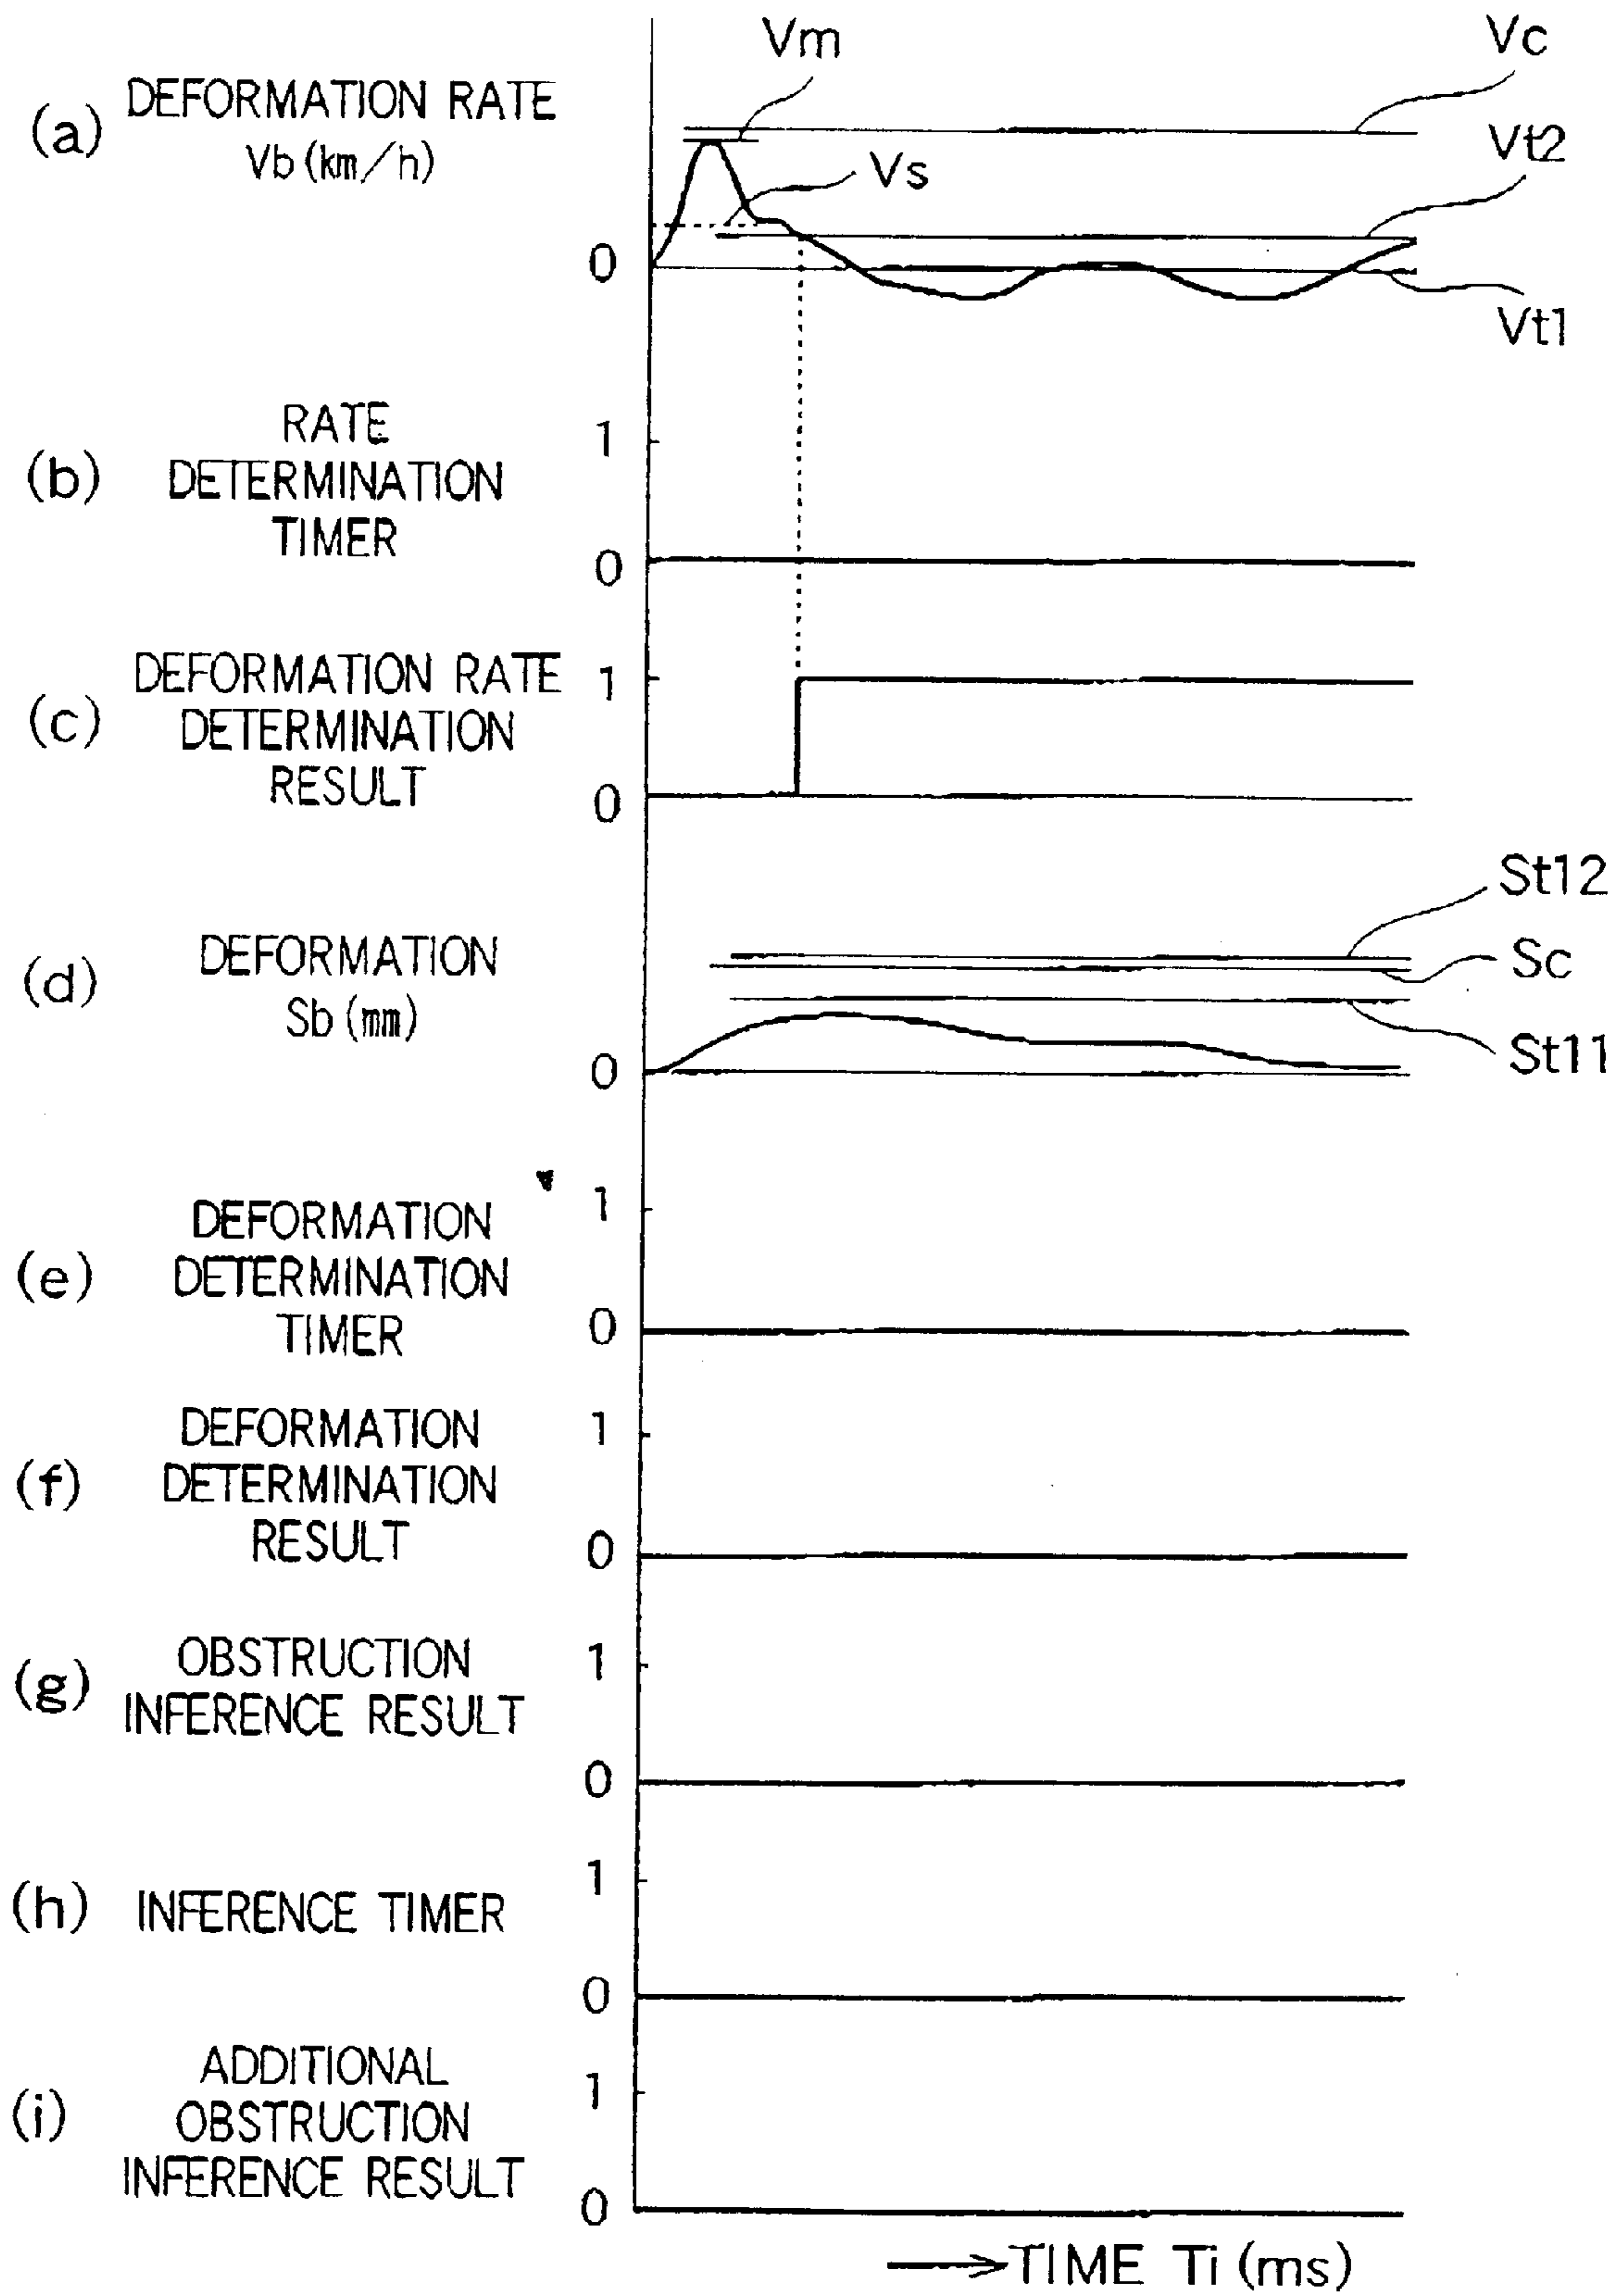 Vm
Vc
(a) DEFORMATION RATE
Vb (km/h)
Vt2
Vs
0
Vt1
(b) RATE
DETERMINATION
TIMER
1
0
(c) DEFORMATION RATE
DETERMINATION
RESULT
1
0
St12
(d) DEFORMATION
Sb (mm)
Sc
St11
0
(e) DEFORMATION
DETERMINATION
TIMER
1
0
(f) DEFORMATION
DETERMINATION
RESULT
1
0
(g) OBSTRUCTION
INFERENCE RESULT
1
0
(h) INFERENCE TIMER
1
0
(i) ADDITIONAL
OBSTRUCTION
INFERENCE RESULT
1
0
TIME Ti (ms)